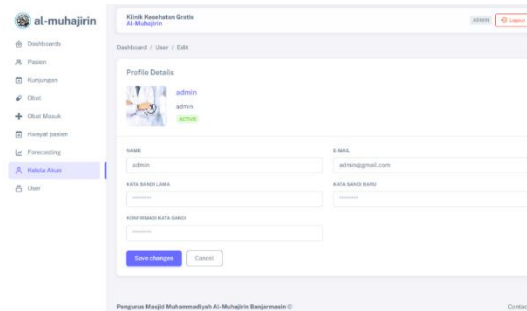 al-muhajirin
Klinik Kesehatan Gratis
Al-Muhajirin
ADMIN
Logout
Dashboards
Dashboard / User / Edit
Pasien
Kunjungan
Obat
Obat Masuk
riwayat pasien
Forecasting
Kelola Akun
User
Profile Details
admin
admin
ACTIVE
NAME
E-MAIL
admin
admin@gmail.com
KATA SANDI LAMA
KATA SANDI BARU
KONFIRMASI KATA SANDI
Save changes
Cancel
Pengurus Masjid Muhammadiyah Al-Muhajirin Banjarmasin ©
Contac